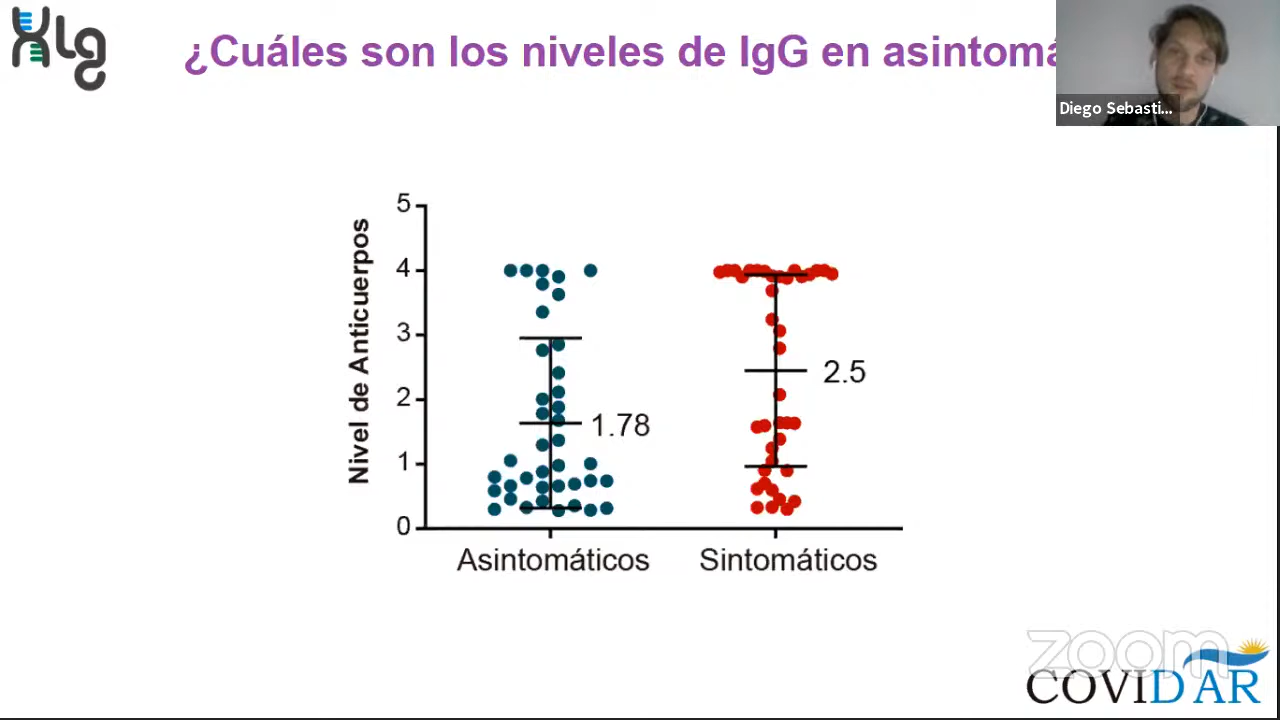 Xlg
¿Cuáles son los niveles de IgG en asintomá
Diego Sebasti...
Nivel de Anticuerpos
5
4
3
2
1
0
1.78
2.5
Asintomáticos
Sintomáticos
zoom
COVIDAR